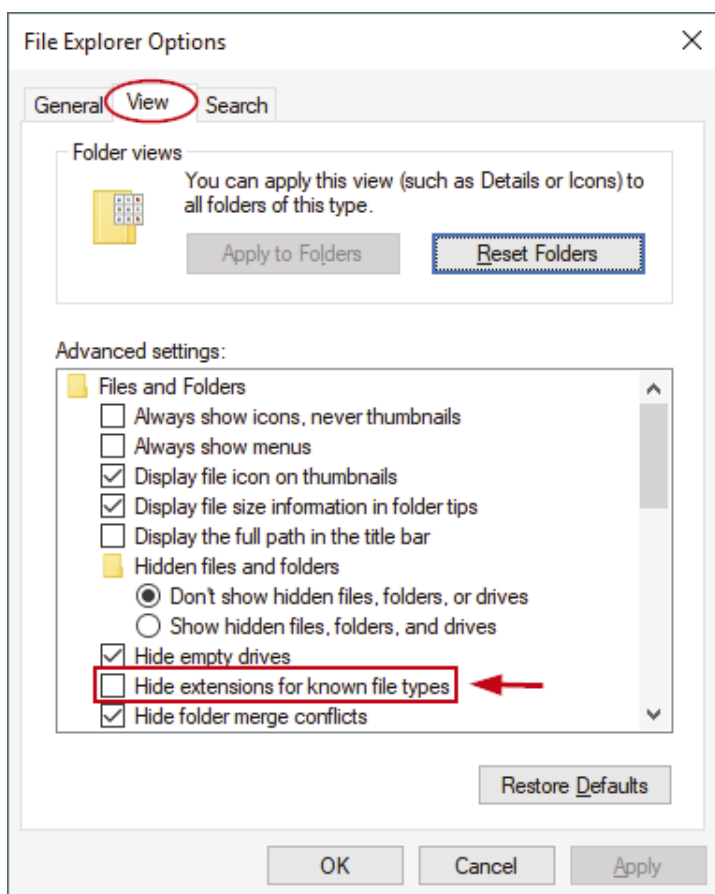 File Explorer Options
General View Search
Folder views
You can apply this view (such as Details or Icons) to
all folders of this type.
Apply to Folders Reset Folders
Advanced settings:
Files and Folders
Always show icons, never thumbnails
Always show menus
Display file icon on thumbnails
Display file size information in folder tips
Display the full path in the title bar
Hidden files and folders
Don't show hidden files, folders, or drives
Show hidden files, folders, and drives
Hide empty drives
Hide extensions for known file types
Hide folder merge conflicts
Restore Defaults
OK Cancel Apply